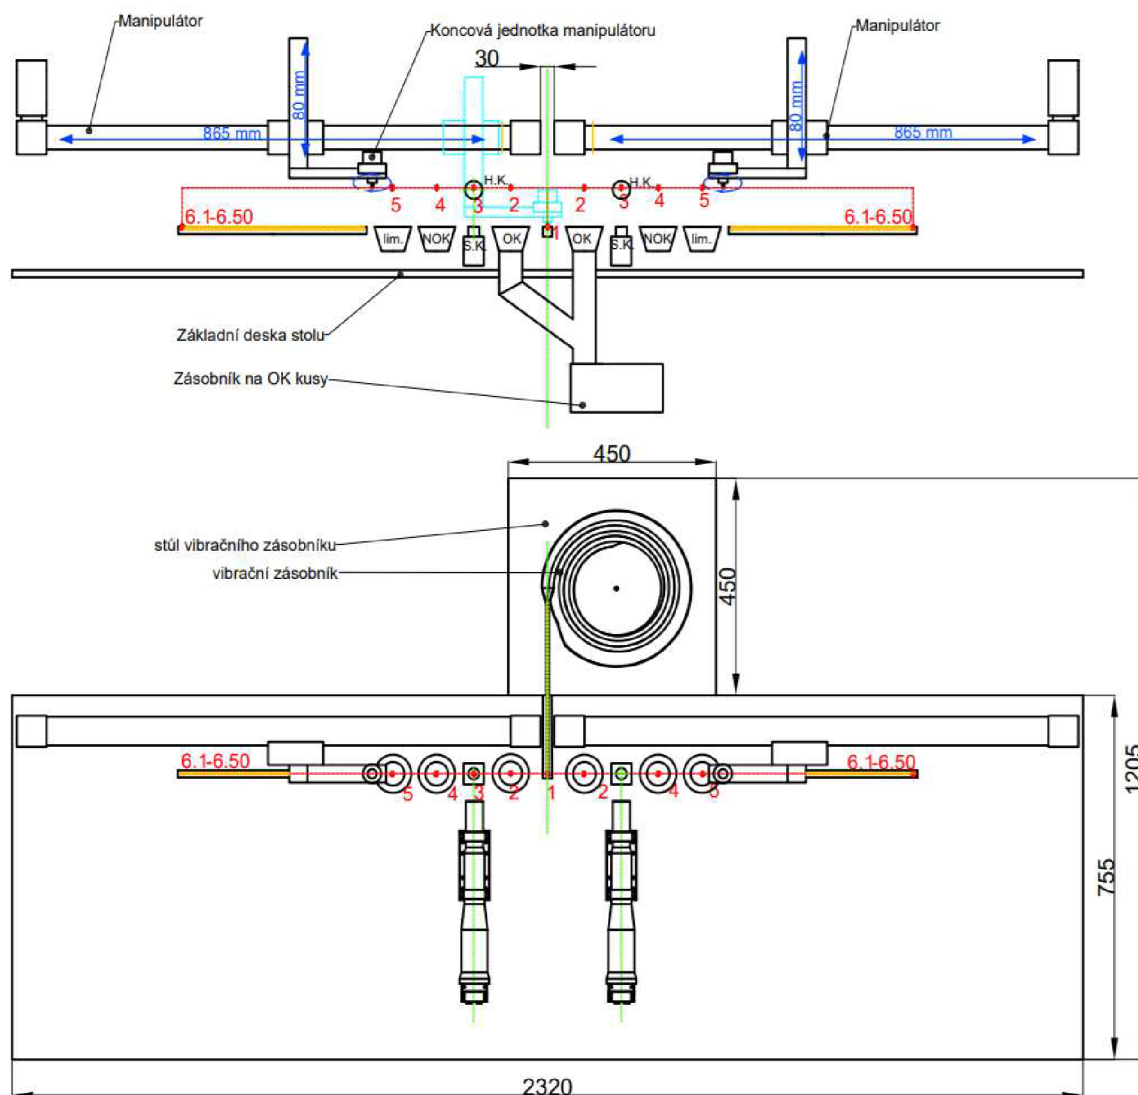 Manipulátor
Koncová jednotka manipulátoru
Manipulátor
30
80 mm
80 mm
865 mm
865 mm
H.K.
H.K.
5
4
3
2
2
3
4
5
6.1-6.50
6.1-6.50
1
lim.
NOK
S.K.
OK
OK
S.K.
NOK
lim.
Základní deska stolu
Zásobník na OK kusy
450
stůl vibračního zásobníku
vibrační zásobník
450
6.1-6.50
6.1-6.50
5
4
3
2
1
2
4
5
1205
755
2320